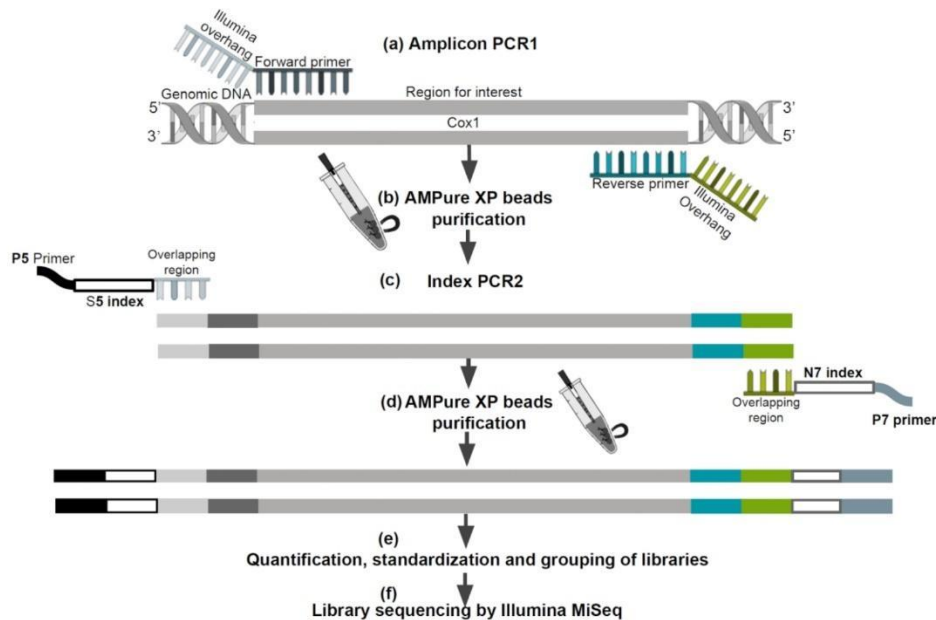 (a) Amplicon PCR1
Illumina
overhang
Forward primer
Genomic DNA
Region for interest
5'
3'
Cox1
3'
5'
Reverse primer
Illumina
Overhang
(b) AMPure XP beads
purification
(c) Index PCR2
P5 Primer
Overlapping
region
S5 index
N7 index
Overlapping
region
P7 primer
(d) AMPure XP beads
purification
(e)
Quantification, standardization and grouping of libraries
(f)
Library sequencing by Illumina MiSeq